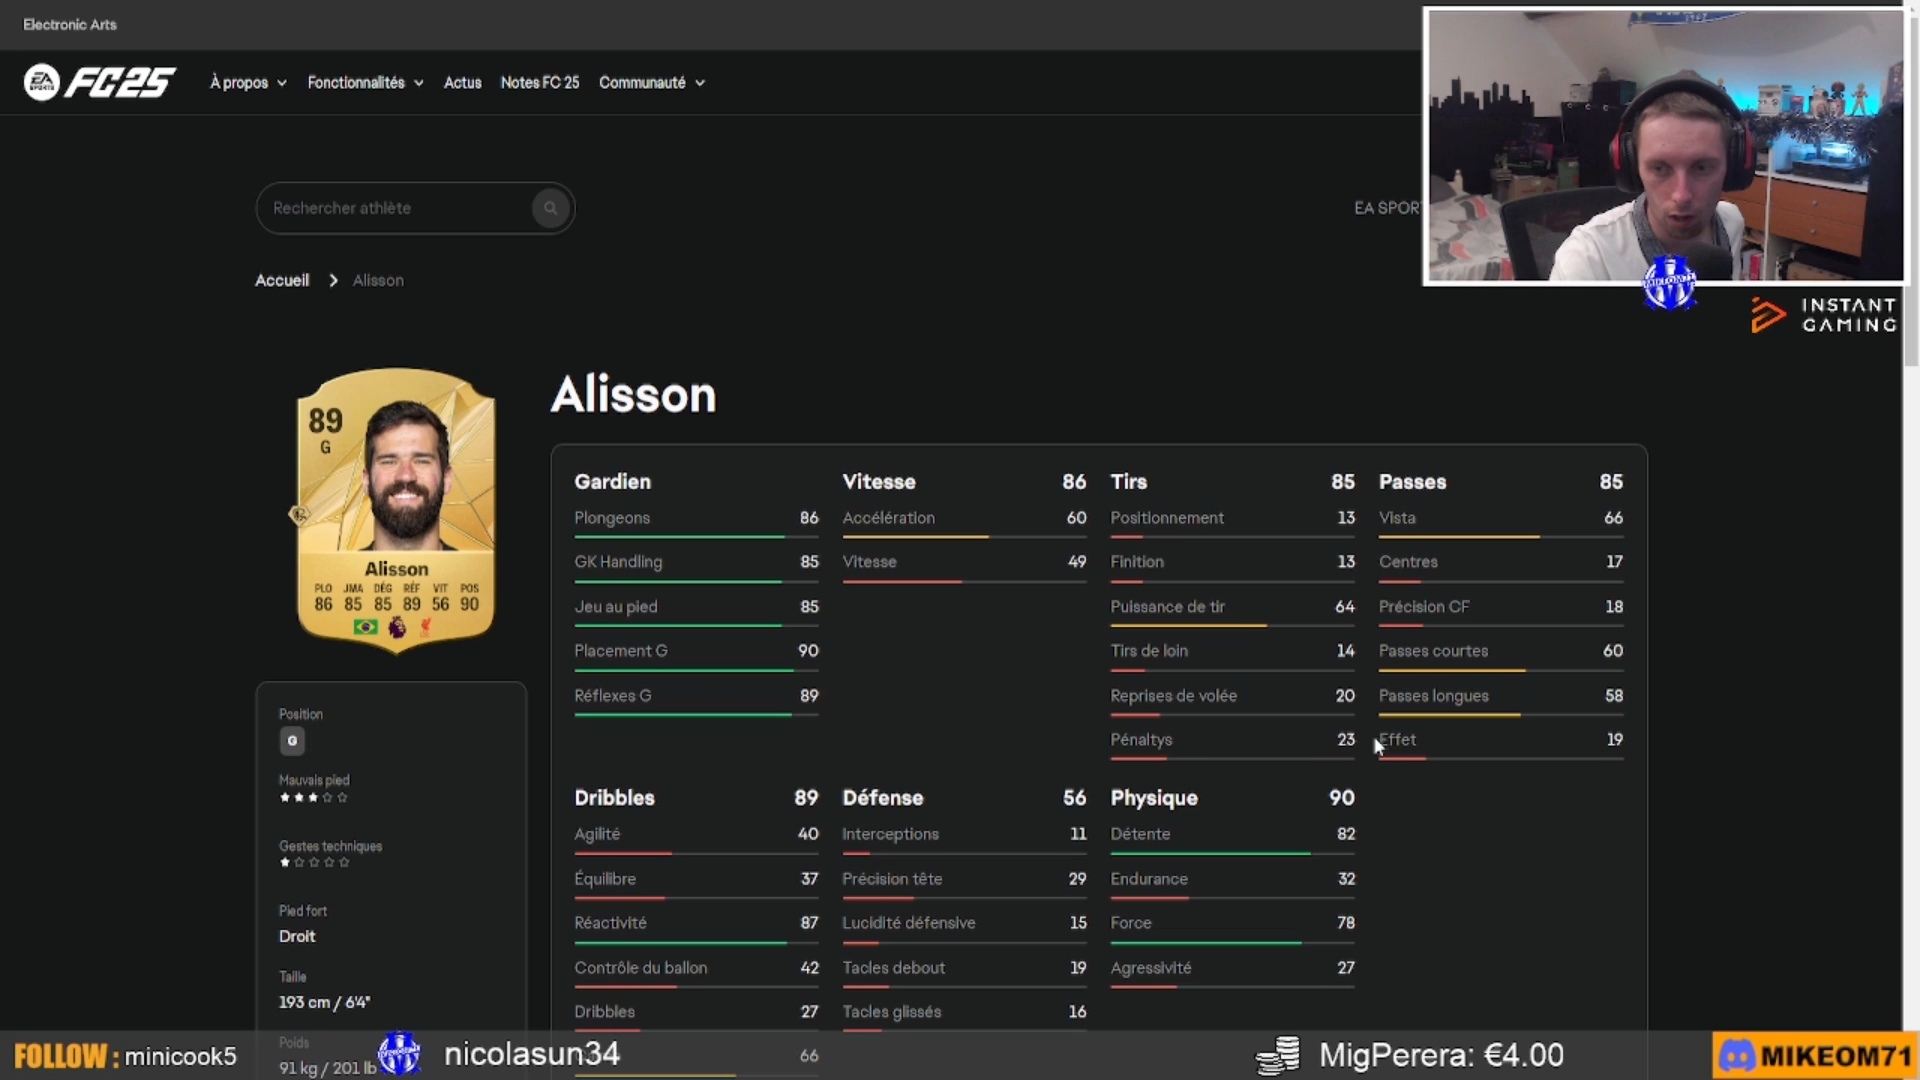 Electronic Arts
EA SPORTS FC25
À propos
Fonctionnalités
Actus
Notes FC 25
Communauté
Rechercher athlète
EA SPOR
Accueil
Alisson
INSTANT
GAMING
Alisson
89
G
Alisson
PLO JMA DÉG RÉF VIT POS
86 85 85 89 56 90
Gardien
Plongeons 86
GK Handling 85
Jeu au pied 85
Placement G 90
Réflexes G 89
Vitesse 86
Accélération 60
Vitesse 49
Tirs 85
Positionnement 13
Finition 13
Puissance de tir 64
Tirs de loin 14
Reprises de volée 20
Pénaltys 23
Passes 85
Vista 66
Centres 17
Précision CF 18
Passes courtes 60
Passes longues 58
Effet 19
Dribbles 89
Agilité 40
Équilibre 37
Réactivité 87
Contrôle du ballon 42
Dribbles 27
66
Défense 56
Interceptions 11
Précision tête 29
Lucidité défensive 15
Tacles debout 19
Tacles glissés 16
Physique 90
Détente 82
Endurance 32
Force 78
Agressivité 27
Position
G
Mauvais pied
Gestes techniques
Pied fort
Droit
Taille
193 cm / 6'4"
Poids
91 kg / 201 lb
FOLLOW : minicook5
nicolasun34
MigPerera: €4.00
MIKEOM71